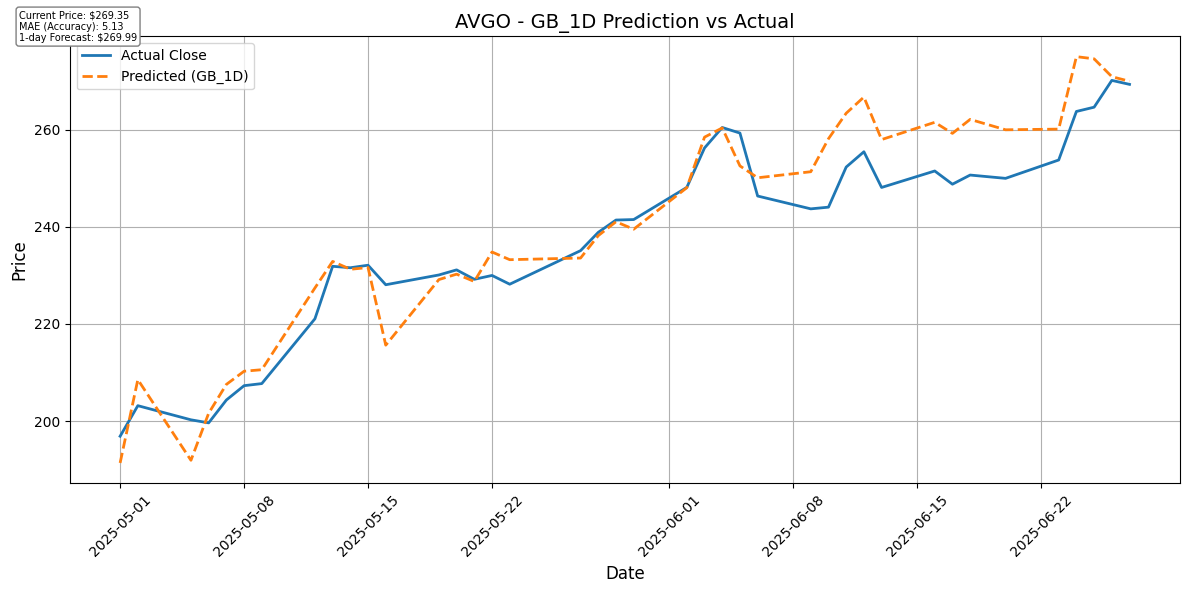 Current Price: $269.35
MAE (Accuracy): 5.13
1-day Forecast: $269.99
AVGO - GB_1D Prediction vs Actual
Actual Close
Predicted (GB_1D)
Price
260
240
220
200
2025-05-01
2025-05-08
2025-05-15
2025-05-22
2025-06-01
2025-06-08
2025-06-15
2025-06-22
Date